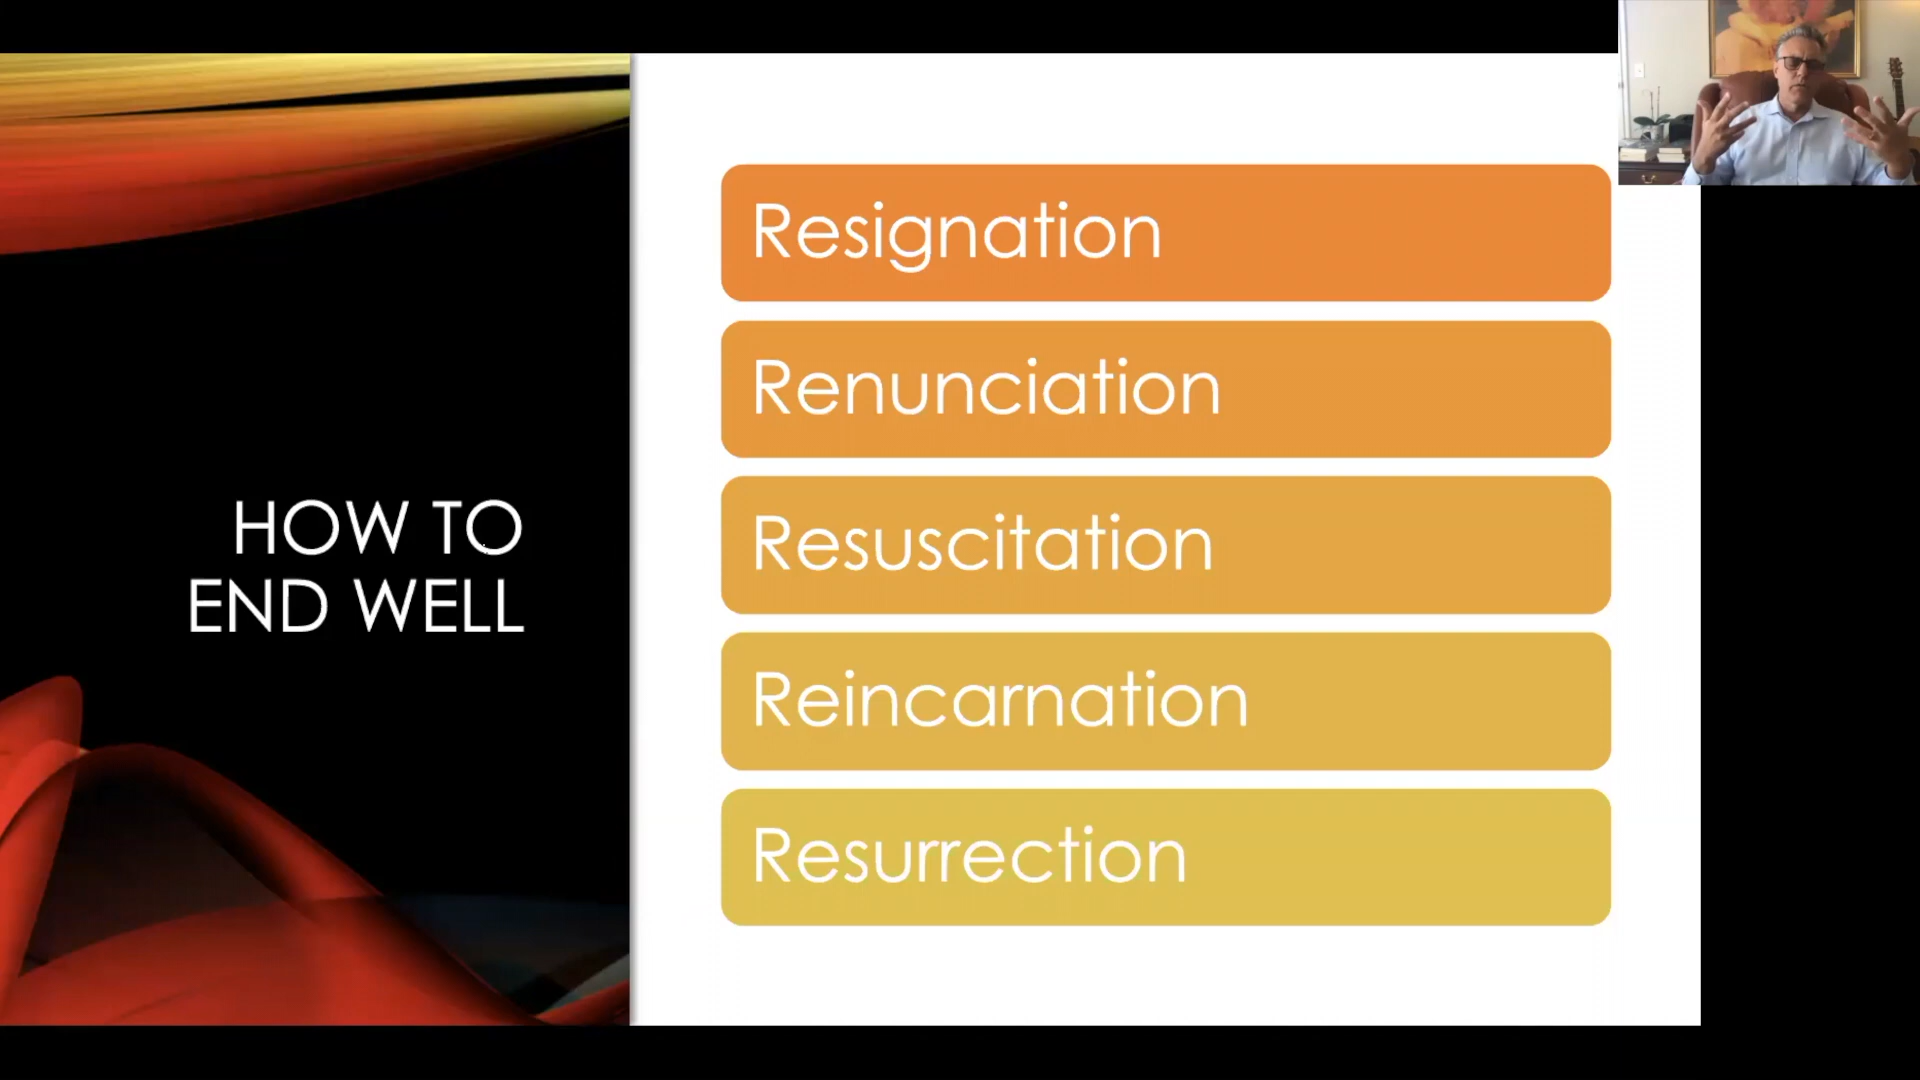 HOW TO
END WELL
Resignation
Renunciation
Resuscitation
Reincarnation
Resurrection